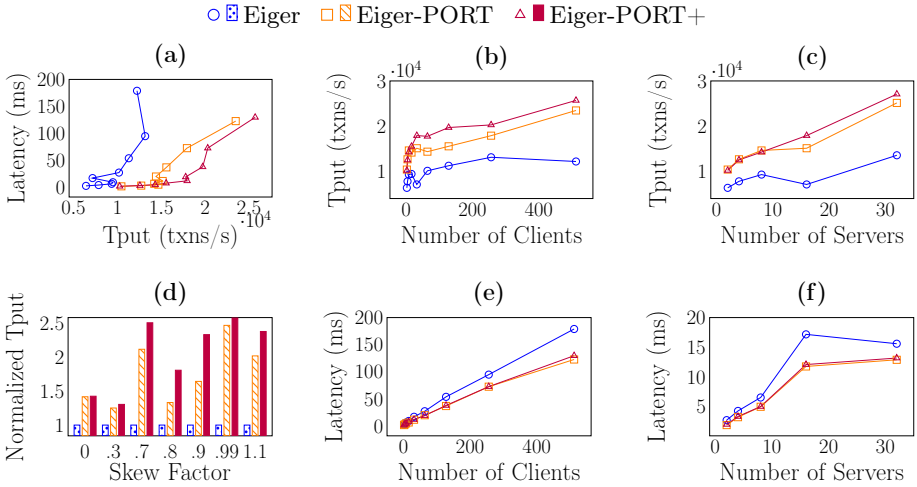 Eiger Eiger-PORT Eiger-PORT+
(a)
Latency (ms)
200
150
100
50
0
0.5 1 1.5 2 2.5
·10^4
Tput (txns/s)
(b)
·10^4
Tput (txns/s)
3
2
1
0 200 400
Number of Clients
(c)
·10^4
Tput (txns/s)
3
2
1
0 10 20 30
Number of Servers
(d)
Normalized Tput
2.5
2
1.5
1
0 .3 .7 .8 .9 .99 1.1
Skew Factor
(e)
Latency (ms)
200
150
100
50
0
0 200 400
Number of Clients
(f)
Latency (ms)
20
15
10
5
0
0 10 20 30
Number of Servers